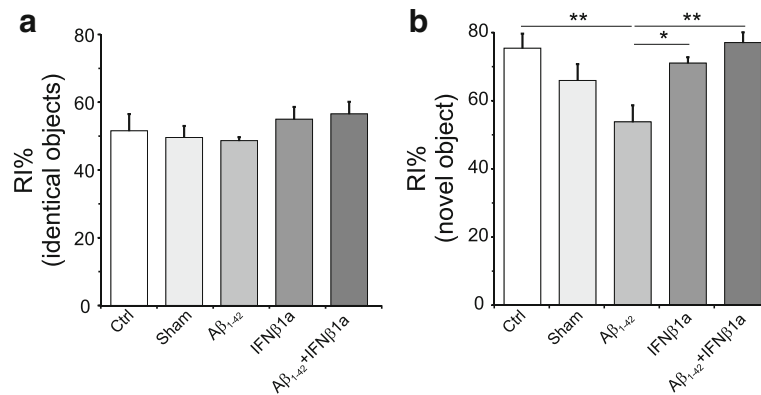 a
RI%
(identical objects)
80
60
40
20
0
Ctrl
Sham
Aβ₁₋₄₂
IFNβ1a
Aβ₁₋₄₂+IFNβ1a
b
RI%
(novel object)
80
60
40
20
0
**
**
*
Ctrl
Sham
Aβ₁₋₄₂
IFNβ1a
Aβ₁₋₄₂+IFNβ1a